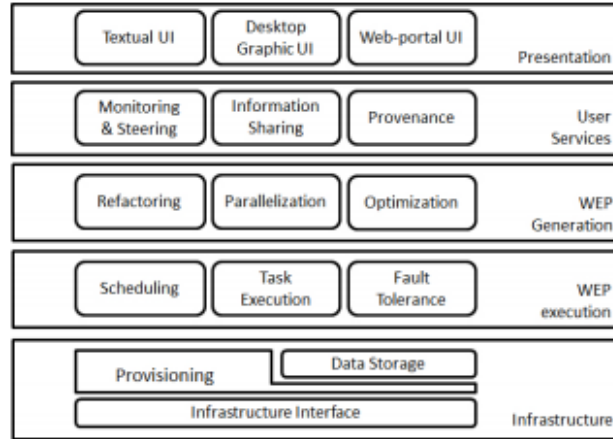 Textual UI
Desktop
Graphic UI
Web-portal UI
Presentation
Monitoring
& Steering
Information
Sharing
Provenance
User
Services
Refactoring
Parallelization
Optimization
WEP
Generation
Scheduling
Task
Execution
Fault
Tolerance
WEP
execution
Provisioning
Data Storage
Infrastructure Interface
Infrastructure